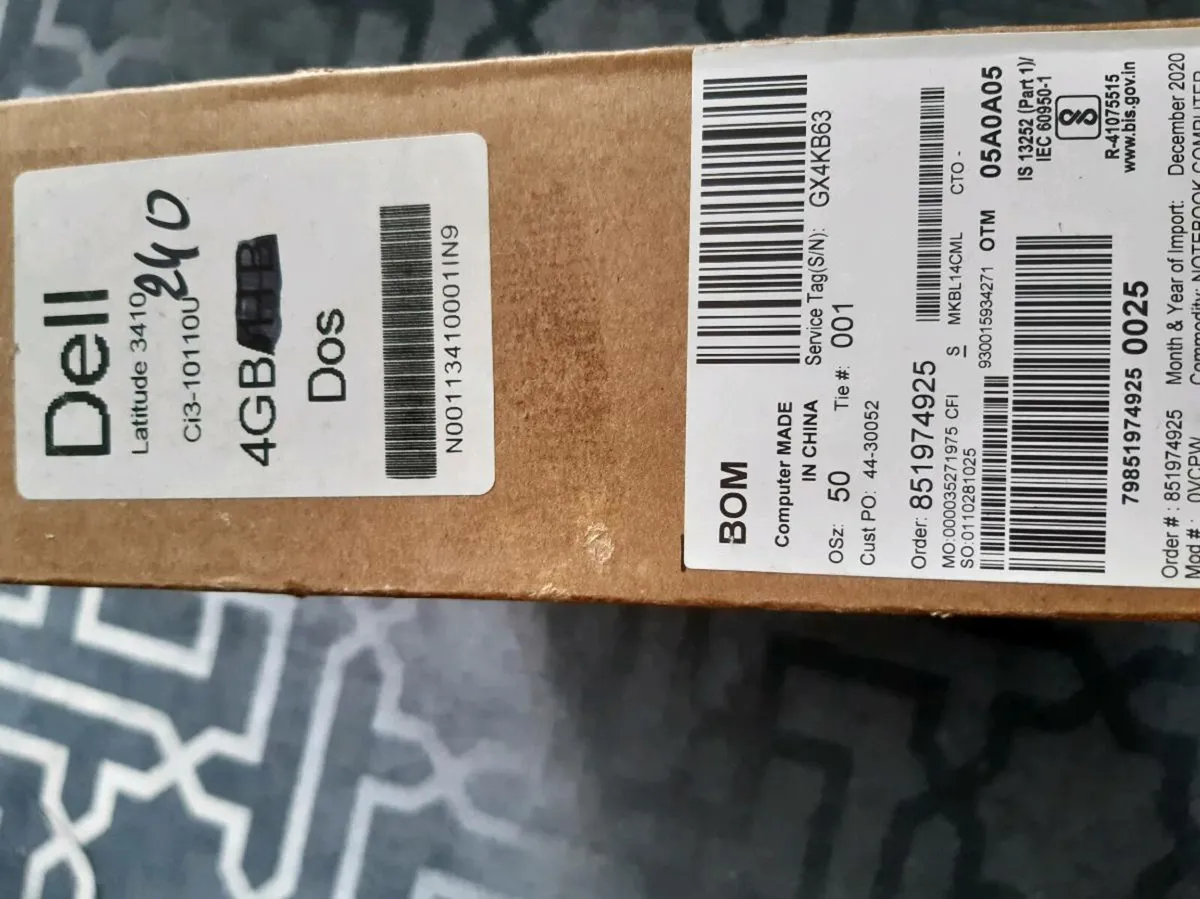 Dell
Latitude 3410
Ci3-10110U
240
4GB
Dos
N00113410001IN9
BOM
Computer MADE
IN CHINA
Service Tag(S/N): GX4KB63
OSz: 50 Tie #: 001
Cust PO: 44-30052
Order: 851974925
MO:000035271975 CFI S MKBL14CML CTO -
SO:0110281025
930015934271 OTM 05A0A05
IS 13252 (Part 1)/
IEC 60950-1
R-41075515
www.bis.gov.in
79851974925 0025
Order # : 851974925 Month & Year of Import: December 2020